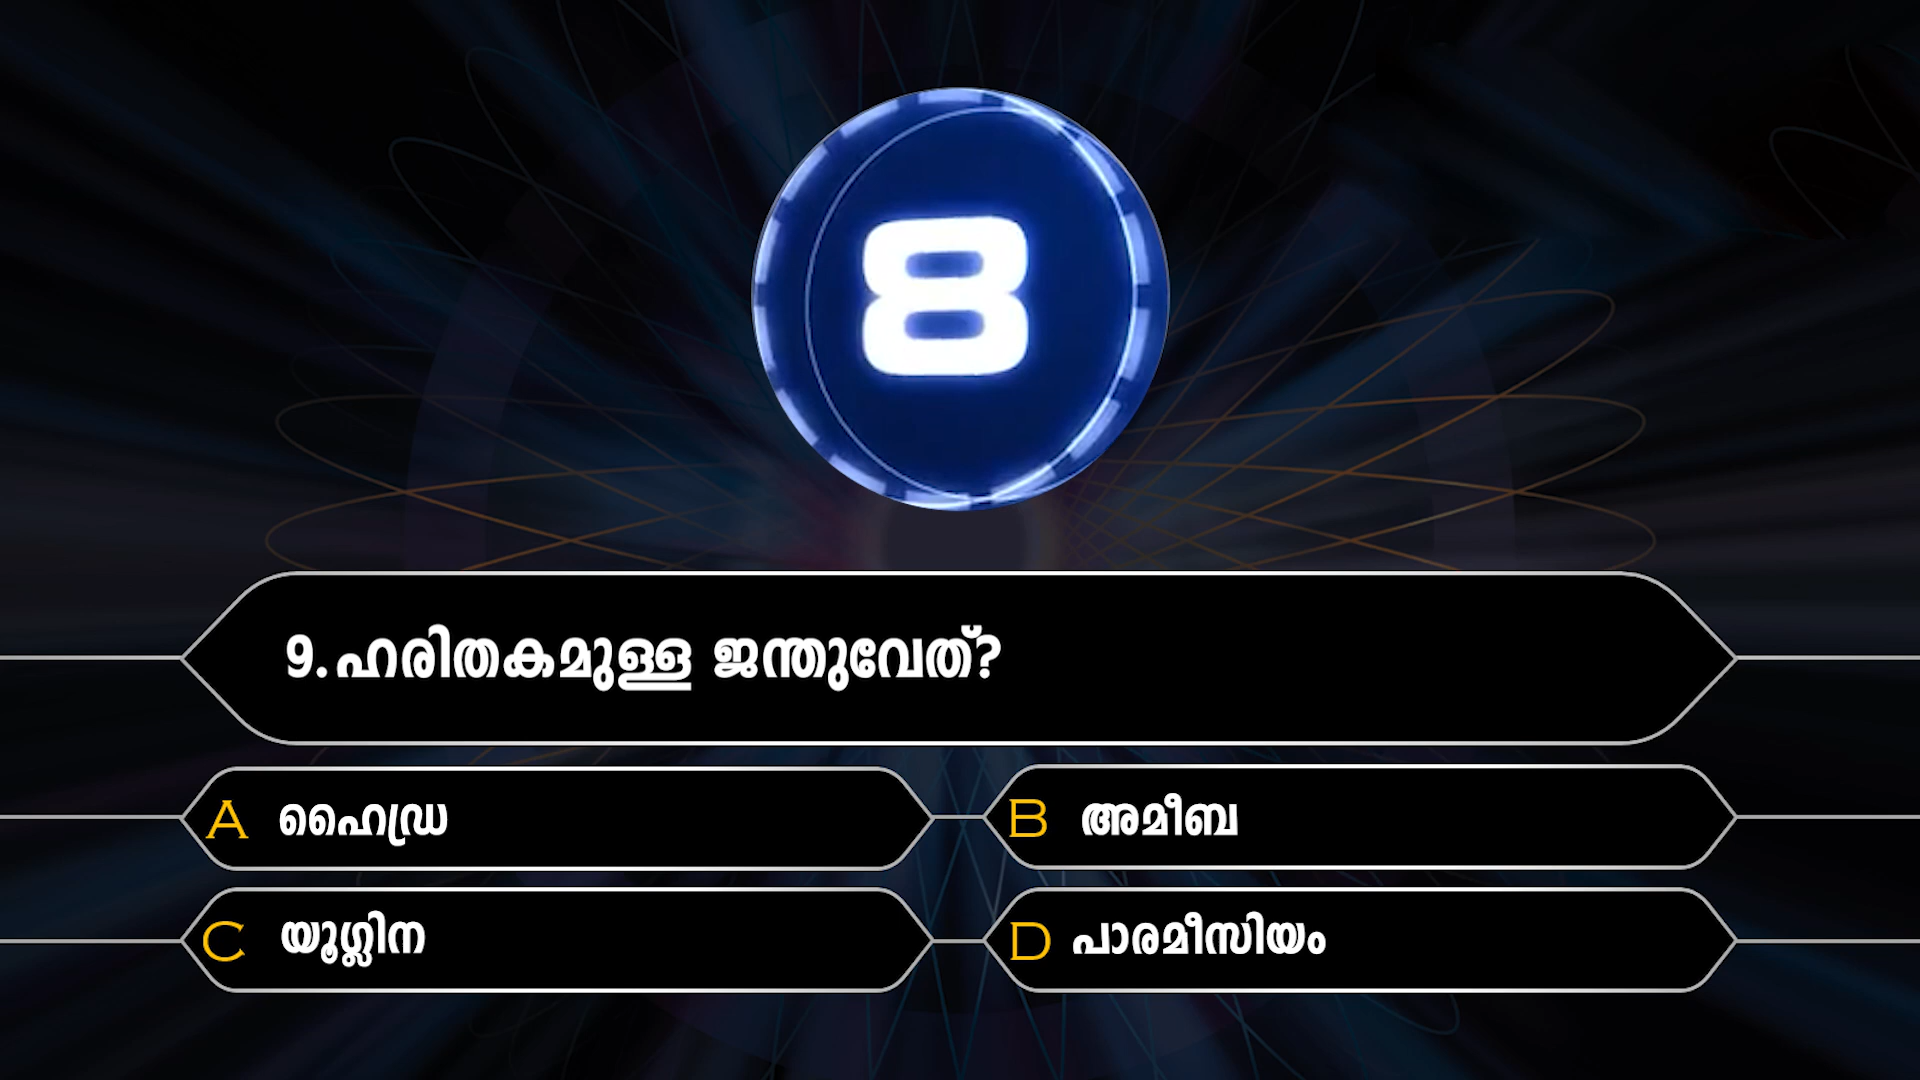 8
9. ഹരിതകമുള്ള ജന്തുവേത്?
A ഹൈഡ്ര
B അമീബ
C യൂഗ്ലിന
D പാരമീസിയം